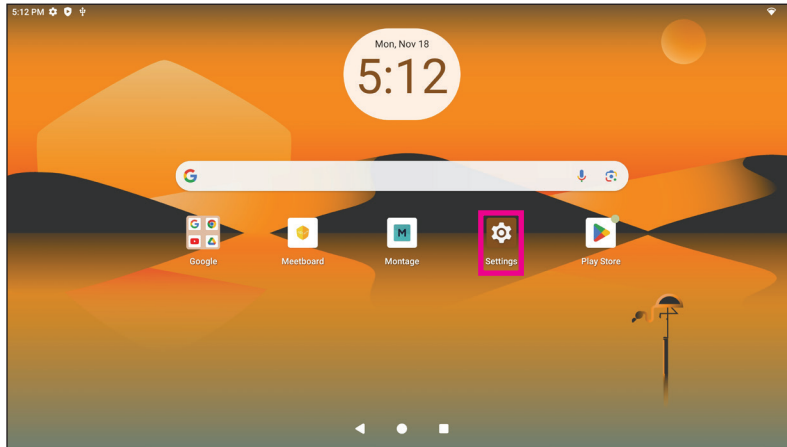 5:12 PM
Mon, Nov 18
5:12
Google
Meetboard
M
Montage
Settings
Play Store